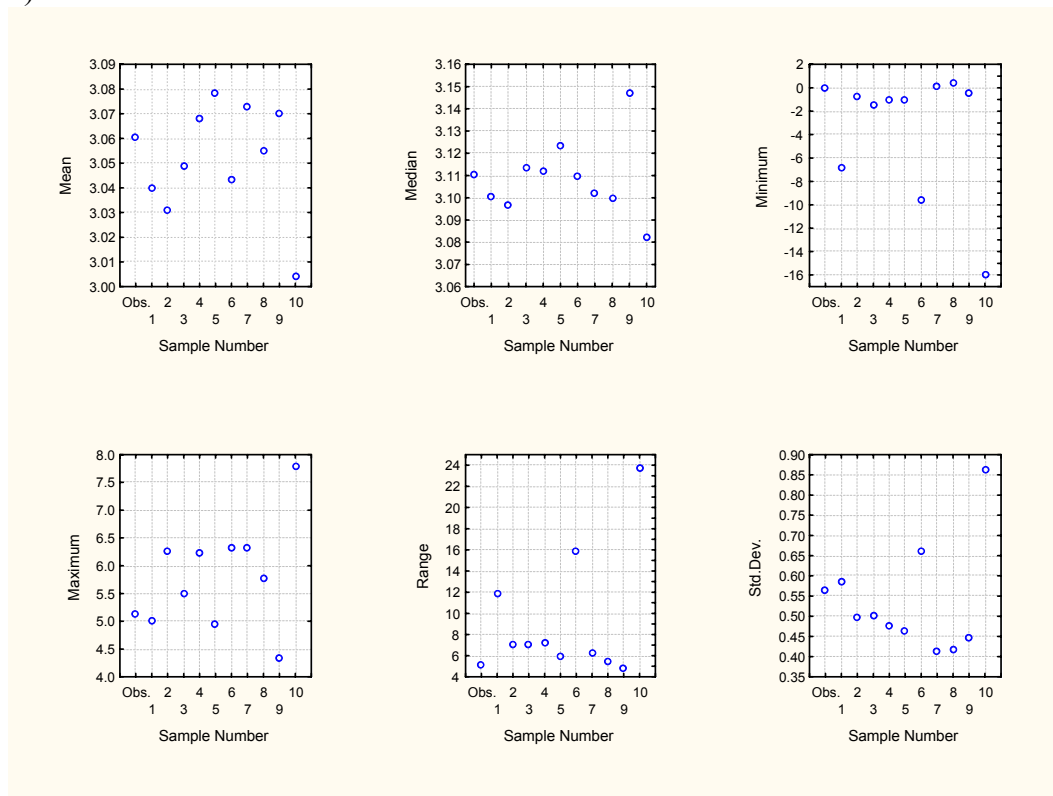 )
3.09
3.08
3.07
3.06
3.05
3.04
3.03
3.02
3.01
3.00
Mean
Obs. 2 4 6 8 10
1 3 5 7 9
Sample Number
3.16
3.15
3.14
3.13
3.12
3.11
3.10
3.09
3.08
3.07
3.06
Median
Obs. 2 4 6 8 10
1 3 5 7 9
Sample Number
2
0
-2
-4
-6
-8
-10
-12
-14
-16
Minimum
Obs. 2 4 6 8 10
1 3 5 7 9
Sample Number
8.0
7.5
7.0
6.5
6.0
5.5
5.0
4.5
4.0
Maximum
Obs. 2 4 6 8 10
1 3 5 7 9
Sample Number
24
22
20
18
16
14
12
10
8
6
4
Range
Obs. 2 4 6 8 10
1 3 5 7 9
Sample Number
0.90
0.85
0.80
0.75
0.70
0.65
0.60
0.55
0.50
0.45
0.40
0.35
Std.Dev.
Obs. 2 4 6 8 10
1 3 5 7 9
Sample Number